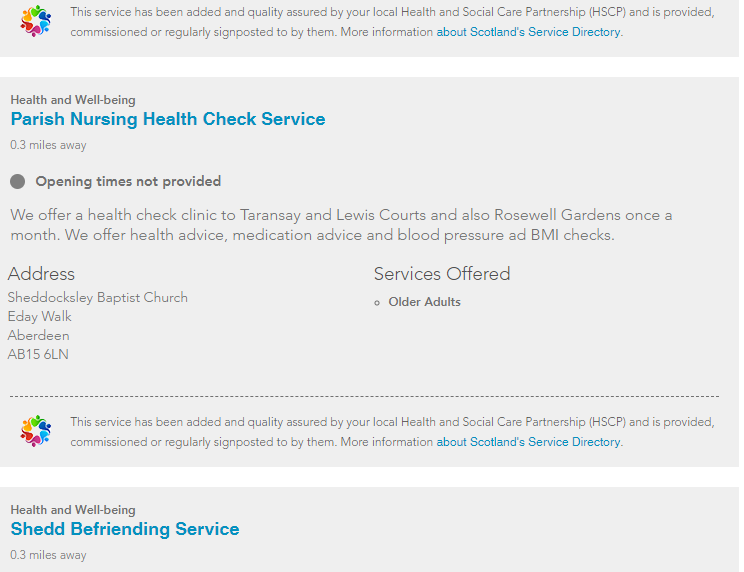 This service has been added and quality assured by your local Health and Social Care Partnership (HSCP) and is provided,
commissioned or regularly signposted to by them. More information about Scotland's Service Directory.
Health and Well-being
Parish Nursing Health Check Service
0.3 miles away
Opening times not provided
We offer a health check clinic to Taransay and Lewis Courts and also Rosewell Gardens once a
month. We offer health advice, medication advice and blood pressure ad BMI checks.
Address
Sheddocksley Baptist Church
Eday Walk
Aberdeen
AB15 6LN
Services Offered
Older Adults
This service has been added and quality assured by your local Health and Social Care Partnership (HSCP) and is provided,
commissioned or regularly signposted to by them. More information about Scotland's Service Directory.
Health and Well-being
Shedd Befriending Service
0.3 miles away